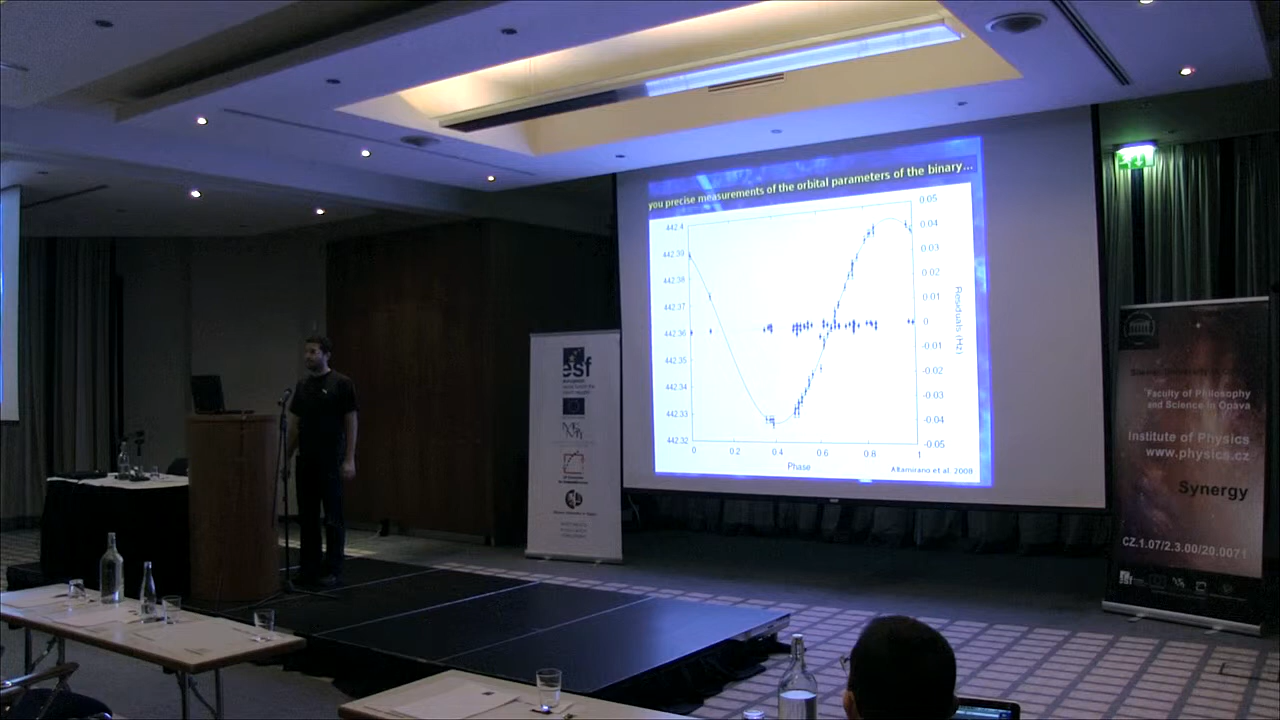 you precise measurements of the orbital parameters of the binary...
442.4
442.39
442.38
442.37
442.36
442.35
442.34
442.33
442.32
0
0.2
0.4
0.6
0.8
1
Phase
0.05
0.04
0.03
0.02
0.01
0
-0.01
-0.02
-0.03
-0.04
-0.05
Residuals (Hz)
Altamirano et al. 2008
esf
Faculty of Philosophy
and Science in Opava
Institute of Physics
www.physics.cz
Synergy
CZ.1.07/2.3.00/20.0071
esf